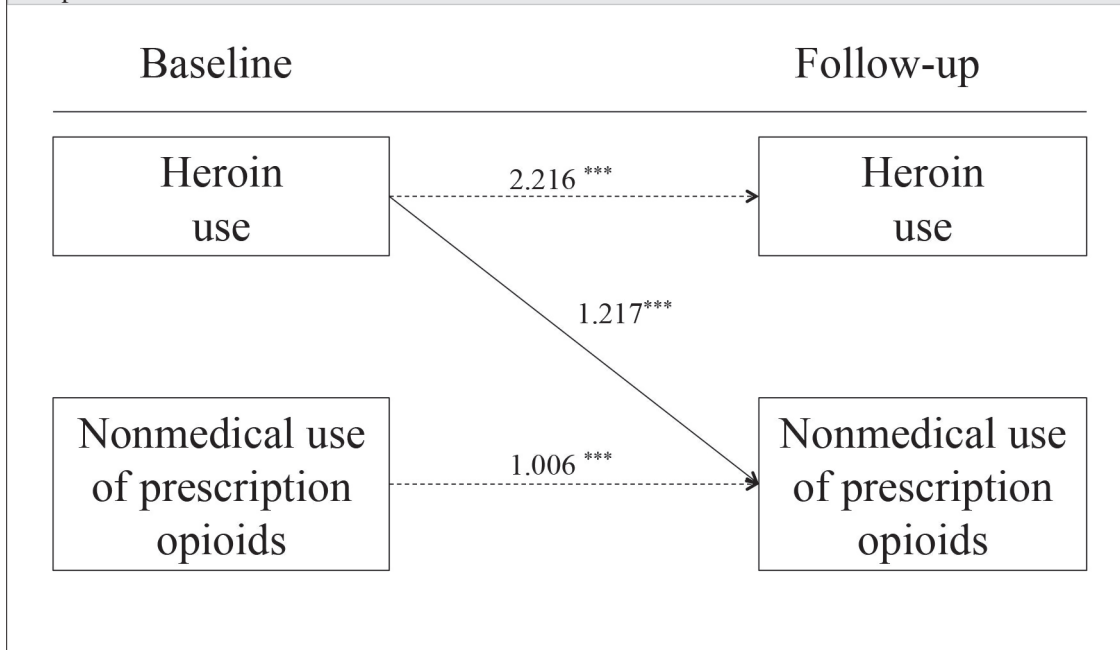 Baseline
Follow-up
Heroin
use
2.216 ***
Heroin
use
1.217***
Nonmedical use
of prescription
opioids
1.006 ***
Nonmedical use
of prescription
opioids